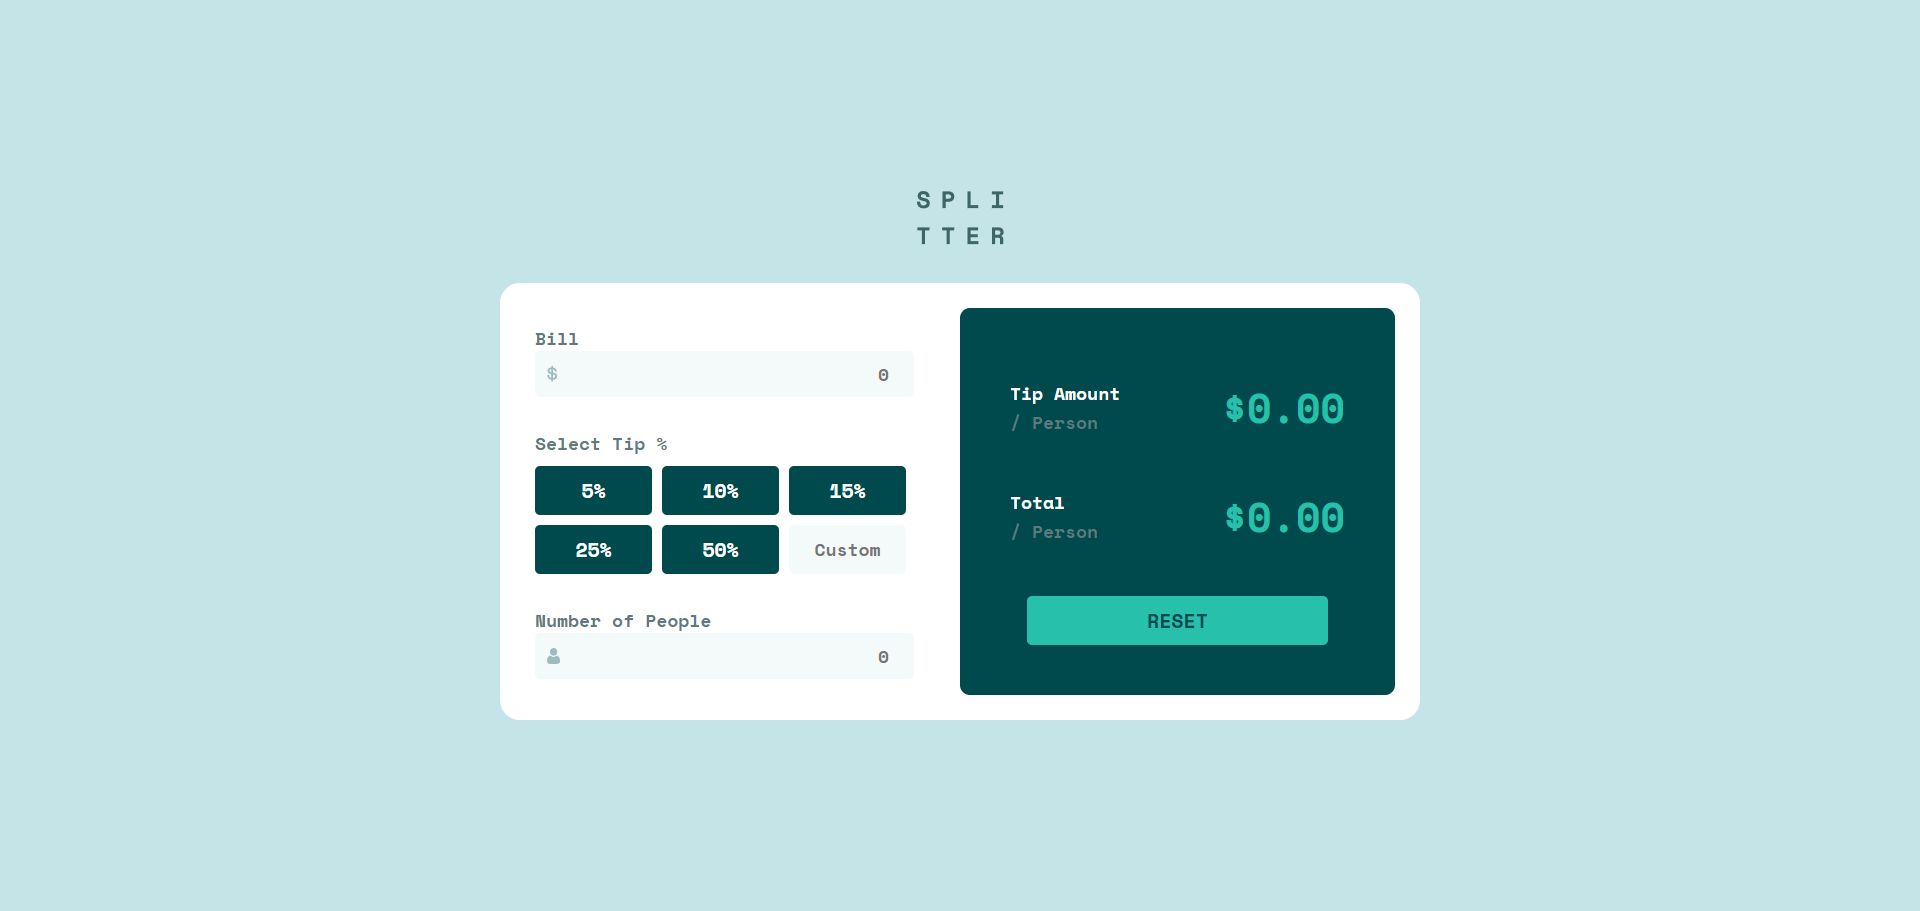 SPLI
TTER
Bill
$ 0
Select Tip %
5% 10% 15%
25% 50% Custom
Number of People
0
Tip Amount
/ Person
$0.00
Total
/ Person
$0.00
RESET